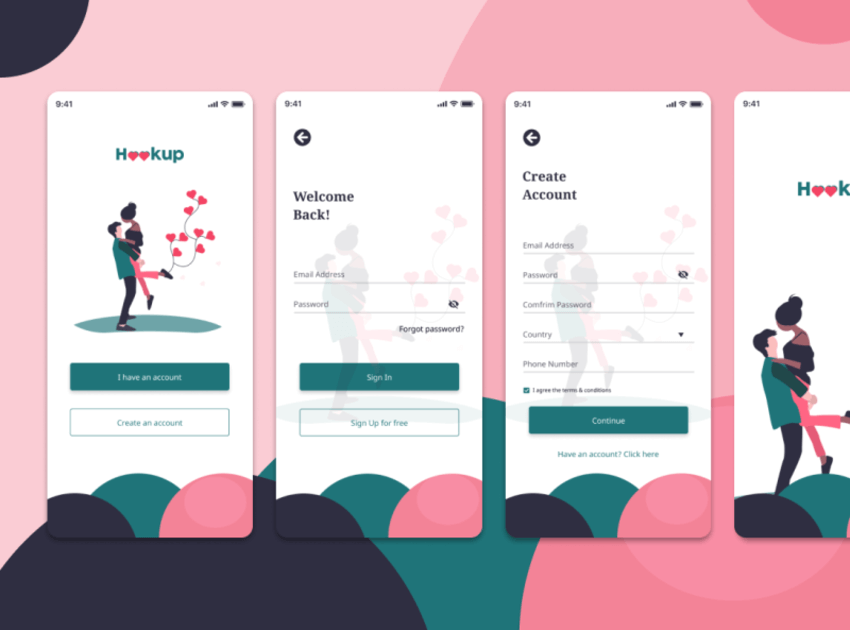 9:41
Hookup
I have an account
Create an account
9:41
Welcome
Back!
Email Address
Password
Forgot password?
Sign In
Sign Up for free
9:41
Create
Account
Email Address
Password
Comfrim Password
Country
Phone Number
I agree the terms & conditions
Continue
Have an account? Click here
9:41
Hook